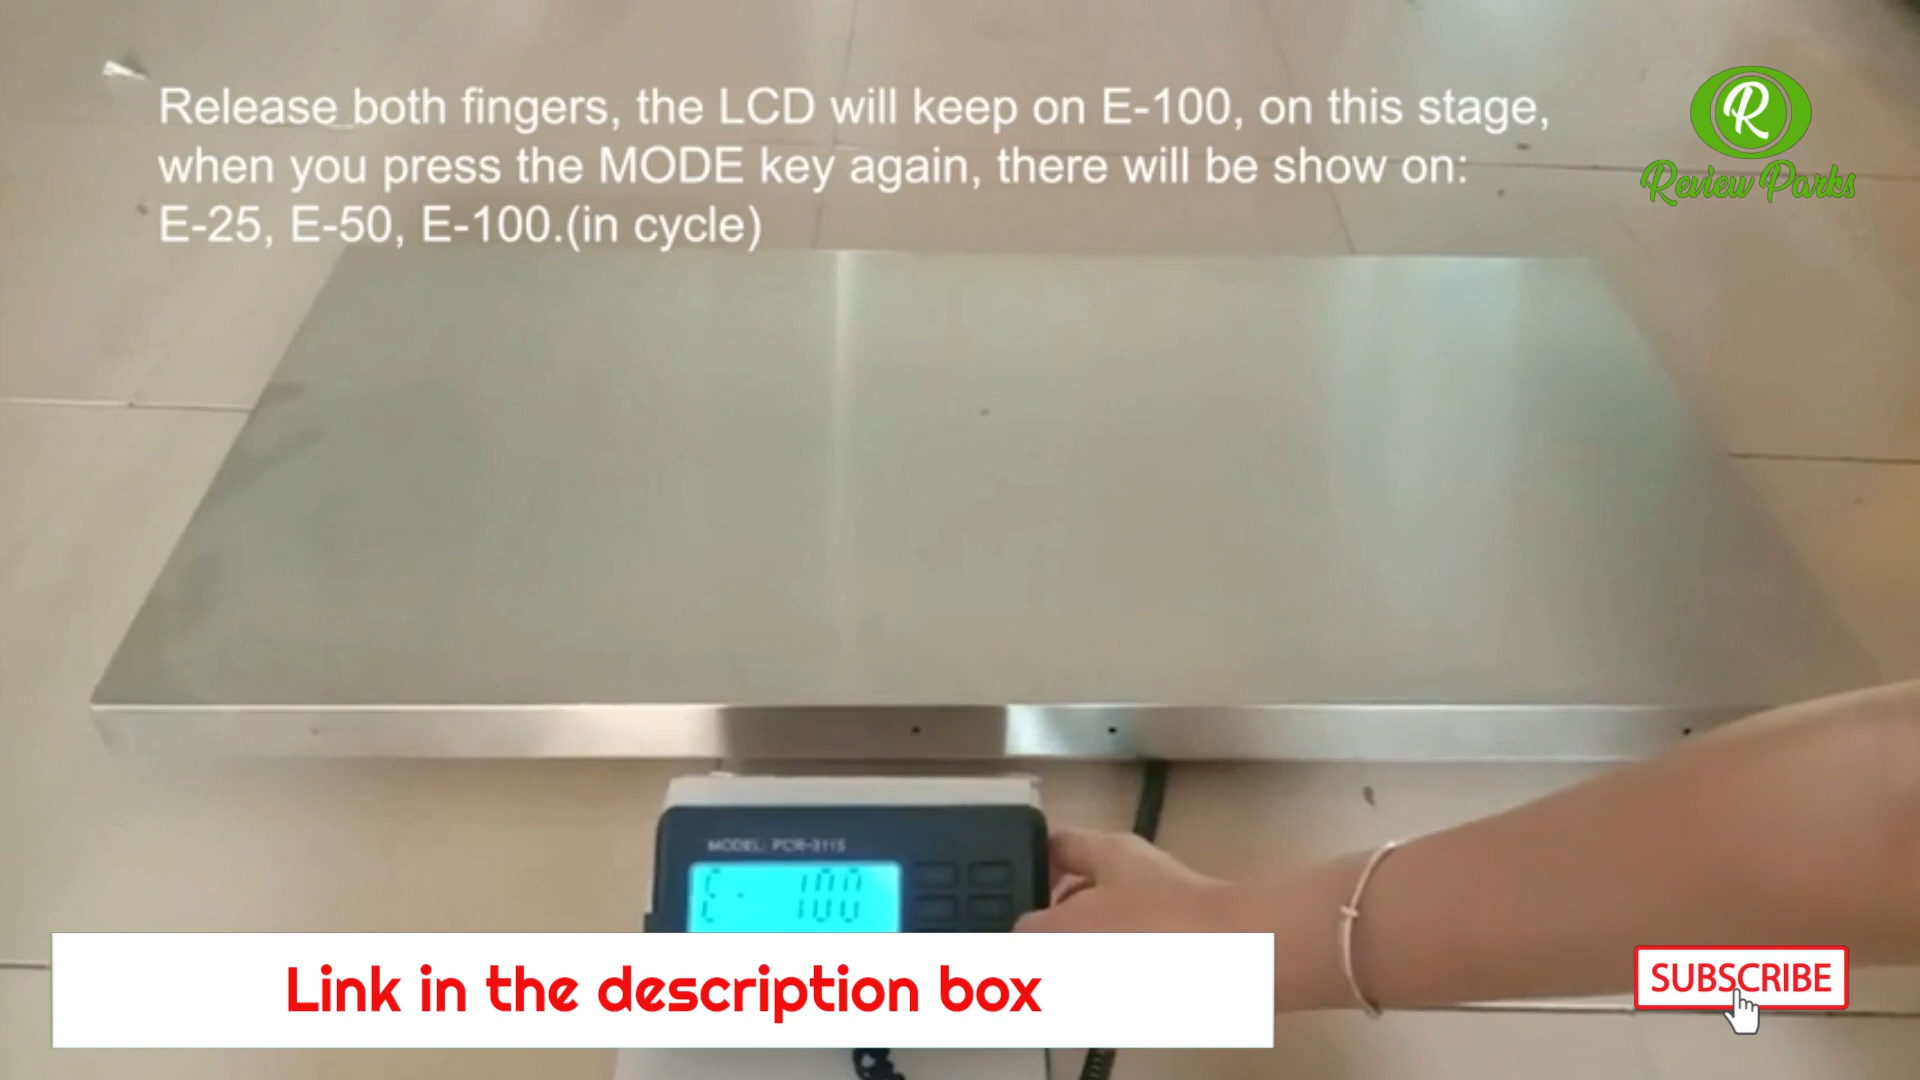 Release both fingers, the LCD will keep on E-100, on this stage,
when you press the MODE key again, there will be show on:
E-25, E-50, E-100.(in cycle)
R
Review Parks
MODEL: PCR-3115
E - 100
Link in the description box
SUBSCRIBE